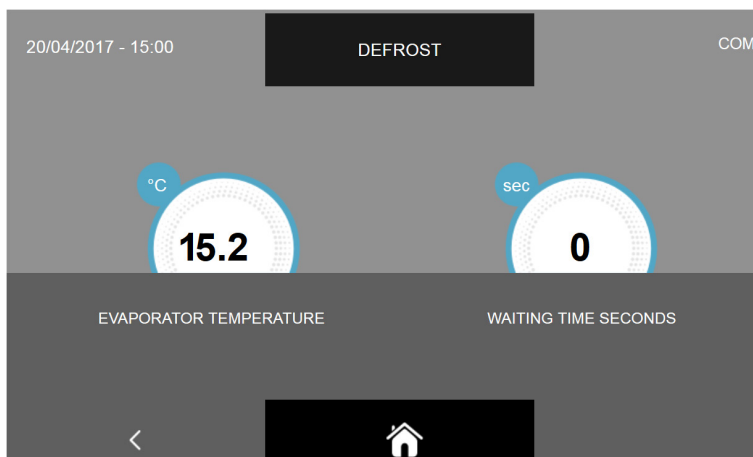 20/04/2017 - 15:00
DEFROST
COM
°C
sec
15.2
0
EVAPORATOR TEMPERATURE
WAITING TIME SECONDS